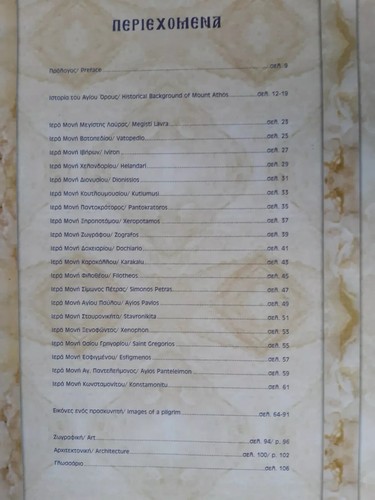 ΠΕΡΙΕΧΟΜΕΝΑ
Πρόλογος/ Preface σελ. 6
Ιστορία του Αγίου Όρους/ Historical Background of Mount Athos σελ. 12-19
Ιερά Μονή Μεγίστης Λαύρας/ Megisti Lavra σελ. 23
Ιερά Μονή Βατοπεδίου/ Vatopedio σελ. 25
Ιερά Μονή Ιβήρων/ Iviron σελ. 27
Ιερά Μονή Χελανδαρίου/ Helandari σελ. 29
Ιερά Μονή Διονυσίου/ Dionissios σελ. 31
Ιερά Μονή Κουτλουμουσίου/ Kutlumusi σελ. 33
Ιερά Μονή Παντοκράτορος/ Pantokratoros σελ. 35
Ιερά Μονή Ξηροποτάμου/ Xeropotamos σελ. 37
Ιερά Μονή Ζωγράφου/ Zografos σελ. 39
Ιερά Μονή Δοχειαρίου/ Dochiario σελ. 41
Ιερά Μονή Καρακάλλου/ Karakalu σελ. 43
Ιερά Μονή Φιλοθέου/ Filotheos σελ. 45
Ιερά Μονή Σίμωνος Πέτρας/ Simonos Petras σελ. 47
Ιερά Μονή Αγίου Παύλου/ Ayios Pavlos σελ. 49
Ιερά Μονή Σταυρονικήτα/ Stavronikita σελ. 51
Ιερά Μονή Ξενοφώντος/ Xenophon σελ. 53
Ιερά Μονή Οσίου Γρηγορίου/ Saint Gregorios σελ. 55
Ιερά Μονή Εσφιγμένου/ Esfigmenos σελ. 57
Ιερά Μονή Αγ. Παντελεήμονος/ Ayios Panteleimon σελ. 59
Ιερά Μονή Κωνσταμονίτου/ Konstamonitu σελ. 61
Εικόνες ενός προσκυνητή/ Images of a pilgrim σελ. 64-91
Ζωγραφική/ Art σελ. 94/ p. 96
Αρχιτεκτονική/ Architecture σελ. 100/ p. 102
Γλωσσάριο σελ. 108